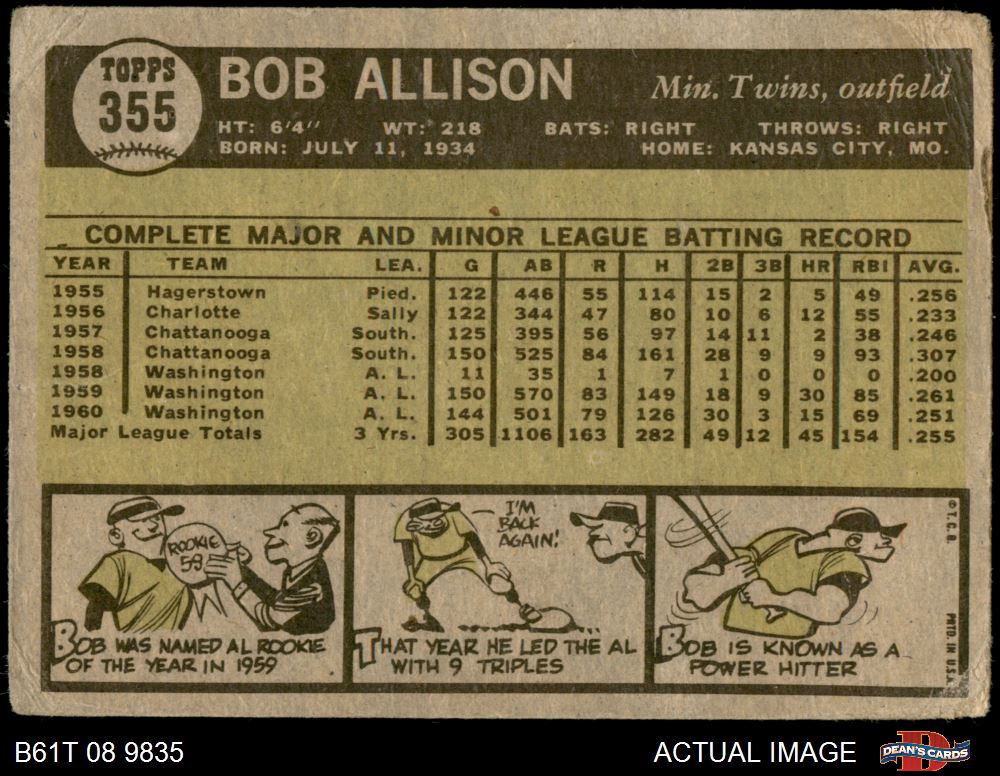 TOPPS
355
BOB ALLISON
Min. Twins, outfield
HT: 6'4" WT: 218 BATS: RIGHT THROWS: RIGHT
BORN: JULY 11, 1934 HOME: KANSAS CITY, MO.
COMPLETE MAJOR AND MINOR LEAGUE BATTING RECORD
YEAR TEAM LEA. G AB R H 2B 3B HR RBI AVG.
1955 Hagerstown Pied. 122 446 55 114 15 2 5 49 .256
1956 Charlotte Sally 122 344 47 80 10 6 12 55 .233
1957 Chattanooga South. 125 395 56 97 14 11 2 38 .246
1958 Chattanooga South. 150 525 84 161 28 9 9 93 .307
1958 Washington A. L. 11 35 1 7 1 0 0 0 .200
1959 Washington A. L. 150 570 83 149 18 9 30 85 .261
1960 Washington A. L. 144 501 79 126 30 3 15 69 .251
Major League Totals 3 Yrs. 305 1106 163 282 49 12 45 154 .255
ROOKIE
59
BOB WAS NAMED AL ROOKIE
OF THE YEAR IN 1959
I'M
BACK
AGAIN!
THAT YEAR HE LED THE AL
WITH 9 TRIPLES
BOB IS KNOWN AS A
POWER HITTER
© T. C. G.
PRTD. IN U.S.A.
B61T 08 9835
ACTUAL IMAGE
DEAN'S CARDS